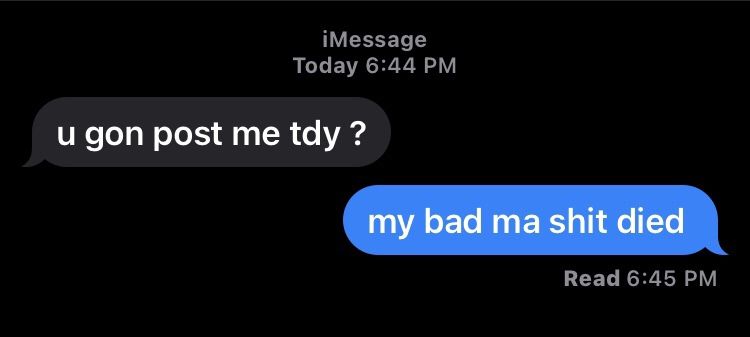 iMessage
Today 6:44 PM
u gon post me tdy ?
my bad ma shit died
Read 6:45 PM